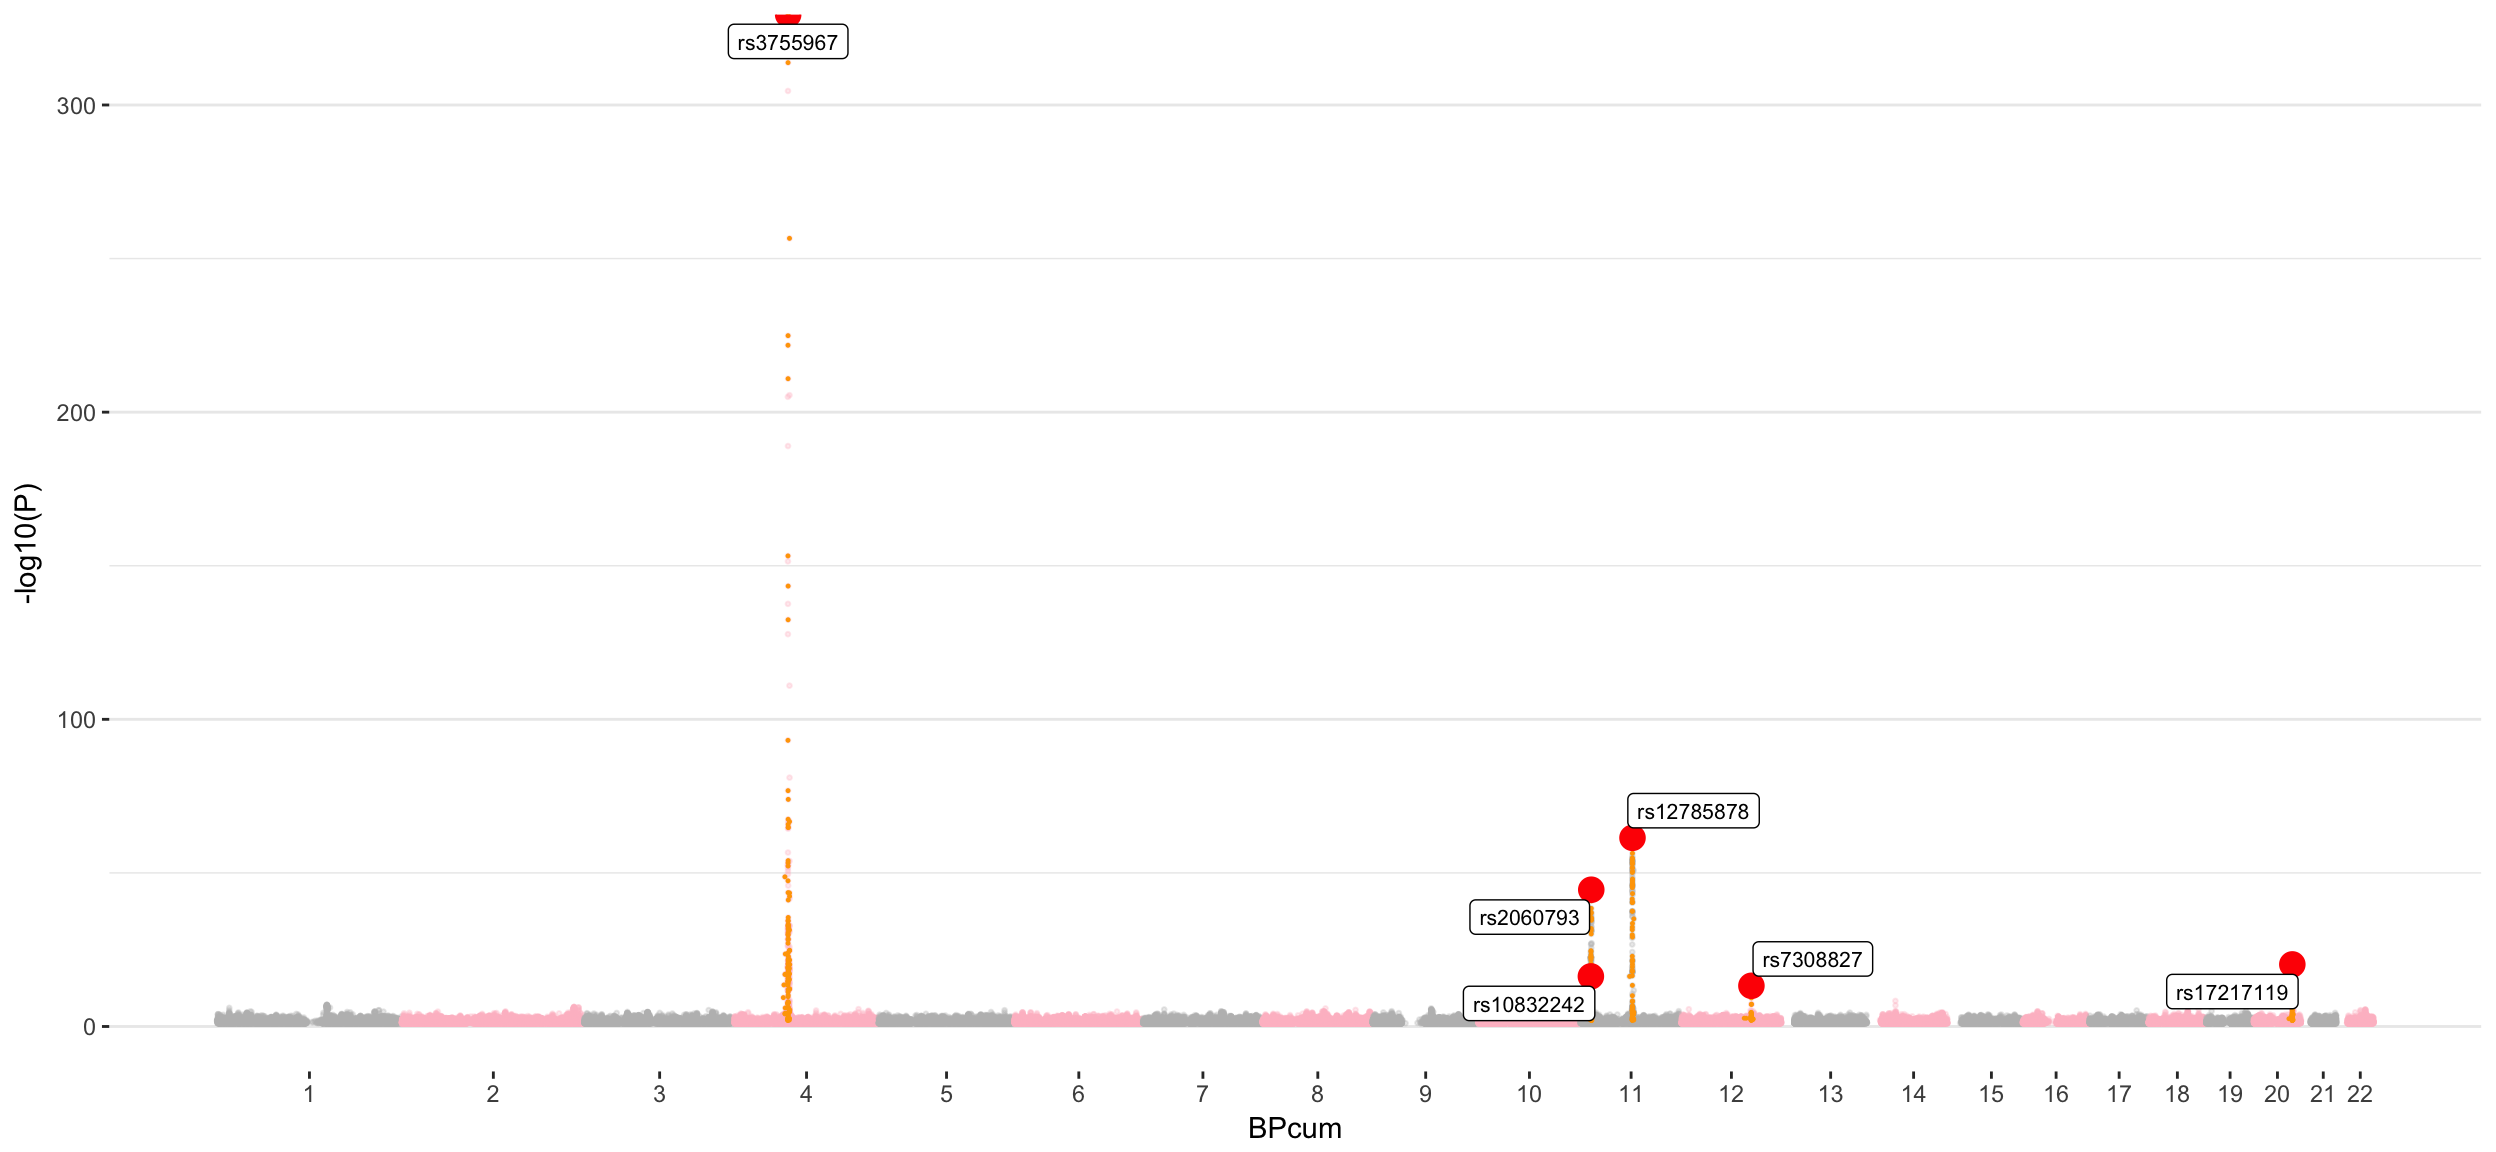 rs3755967
300
200
-log10(P)
100
rs12785878
rs2060793
rs7308827
rs17217119
rs10832242
0
1 2 3 4 5 6 7 8 9 10 11 12 13 14 15 16 17 18 19 20 21 22
BPcum